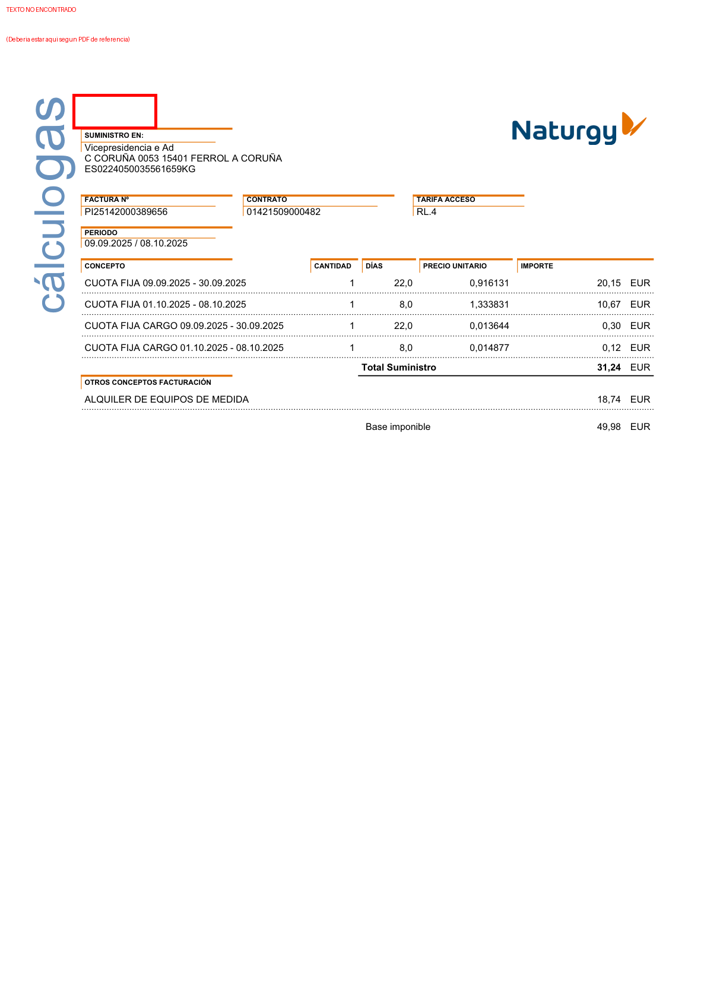 TEXTO NO ENCONTRADO
(Deberia estar aqui segun PDF de referencia)
cálculogas
Naturgy
SUMINISTRO EN:
Vicepresidencia e Ad
C CORUÑA 0053 15401 FERROL A CORUÑA
ES0224050035561659KG
FACTURA Nº CONTRATO TARIFA ACCESO
PI25142000389656 01421509000482 RL.4
PERIODO
09.09.2025 / 08.10.2025
CONCEPTO CANTIDAD DÍAS PRECIO UNITARIO IMPORTE
CUOTA FIJA 09.09.2025 - 30.09.2025 1 22,0 0,916131 20,15 EUR
CUOTA FIJA 01.10.2025 - 08.10.2025 1 8,0 1,333831 10,67 EUR
CUOTA FIJA CARGO 09.09.2025 - 30.09.2025 1 22,0 0,013644 0,30 EUR
CUOTA FIJA CARGO 01.10.2025 - 08.10.2025 1 8,0 0,014877 0,12 EUR
Total Suministro 31,24 EUR
OTROS CONCEPTOS FACTURACIÓN
ALQUILER DE EQUIPOS DE MEDIDA 18,74 EUR
Base imponible 49,98 EUR